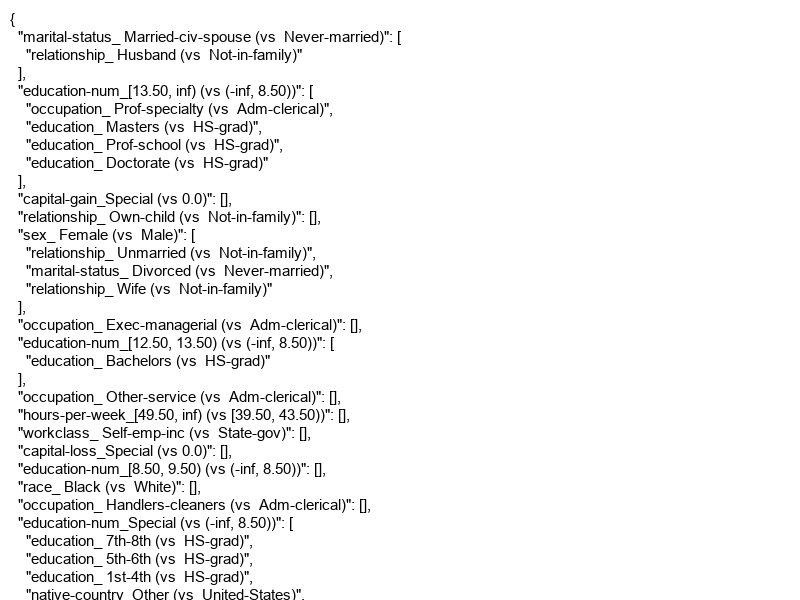 {
"marital-status_ Married-civ-spouse (vs  Never-married)": [
"relationship_ Husband (vs  Not-in-family)"
],
"education-num_[13.50, inf) (vs (-inf, 8.50))": [
"occupation_ Prof-specialty (vs  Adm-clerical)",
"education_ Masters (vs  HS-grad)",
"education_ Prof-school (vs  HS-grad)",
"education_ Doctorate (vs  HS-grad)"
],
"capital-gain_Special (vs 0.0)": [],
"relationship_ Own-child (vs  Not-in-family)": [],
"sex_ Female (vs  Male)": [
"relationship_ Unmarried (vs  Not-in-family)",
"marital-status_ Divorced (vs  Never-married)",
"relationship_ Wife (vs  Not-in-family)"
],
"occupation_ Exec-managerial (vs  Adm-clerical)": [],
"education-num_[12.50, 13.50) (vs (-inf, 8.50))": [
"education_ Bachelors (vs  HS-grad)"
],
"occupation_ Other-service (vs  Adm-clerical)": [],
"hours-per-week_[49.50, inf) (vs [39.50, 43.50))": [],
"workclass_ Self-emp-inc (vs  State-gov)": [],
"capital-loss_Special (vs 0.0)": [],
"education-num_[8.50, 9.50) (vs (-inf, 8.50))": [],
"race_ Black (vs  White)": [],
"occupation_ Handlers-cleaners (vs  Adm-clerical)": [],
"education-num_Special (vs (-inf, 8.50))": [
"education_ 7th-8th (vs  HS-grad)",
"education_ 5th-6th (vs  HS-grad)",
"education_ 1st-4th (vs  HS-grad)",
"native-country_Other (vs  United-States)",